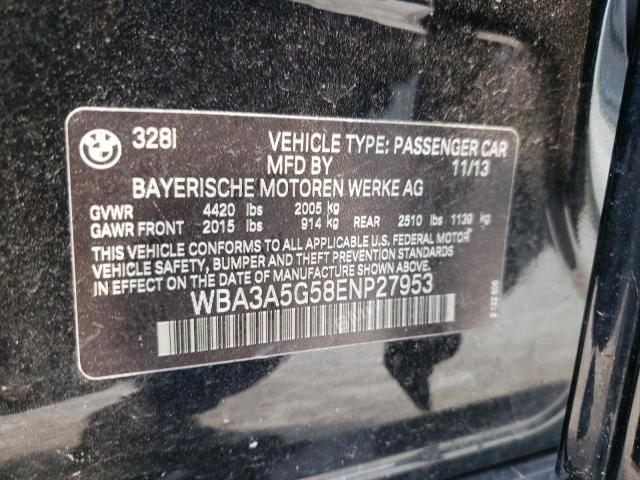 BMW
328i VEHICLE TYPE: PASSENGER CAR
MFD BY 11/13
BAYERISCHE MOTOREN WERKE AG
GVWR 4420 lbs 2005 kg
GAWR FRONT 2015 lbs 914 kg REAR 2510 lbs 1139 kg
THIS VEHICLE CONFORMS TO ALL APPLICABLE U.S. FEDERAL MOTOR
VEHICLE SAFETY, BUMPER AND THEFT PREVENTION STANDARDS
IN EFFECT ON THE DATE OF MANUFACTURE SHOWN ABOVE.
WBA3A5G58ENP27953